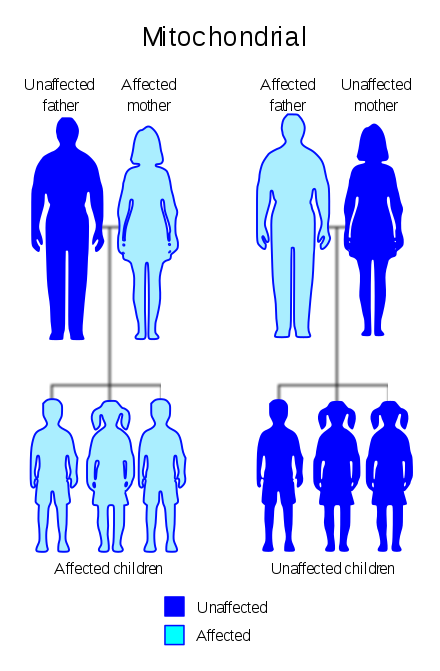 Mitochondrial
Unaffected
father
Affected
mother
Affected
father
Unaffected
mother
Affected children
Unaffected children
Unaffected
Affected